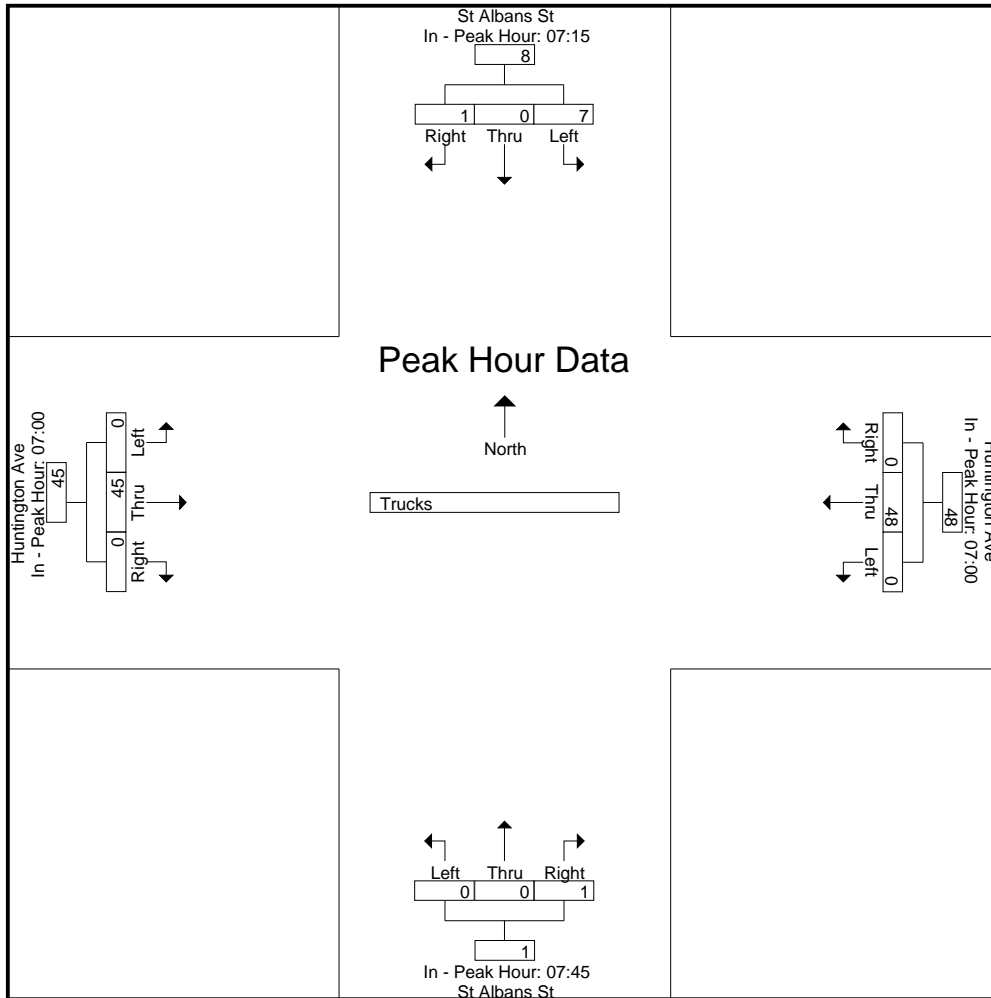 St Albans St
In - Peak Hour: 07:15
8
1 0 7
Right Thru Left
Peak Hour Data
North
Trucks
Huntington Ave
In - Peak Hour: 07:00
45
0 45 0
Left Thru Right
Right Thru Left
0 48 0
48
In - Peak Hour: 07:00
Huntington Ave
Left Thru Right
0 0 1
1
In - Peak Hour: 07:45
St Albans St